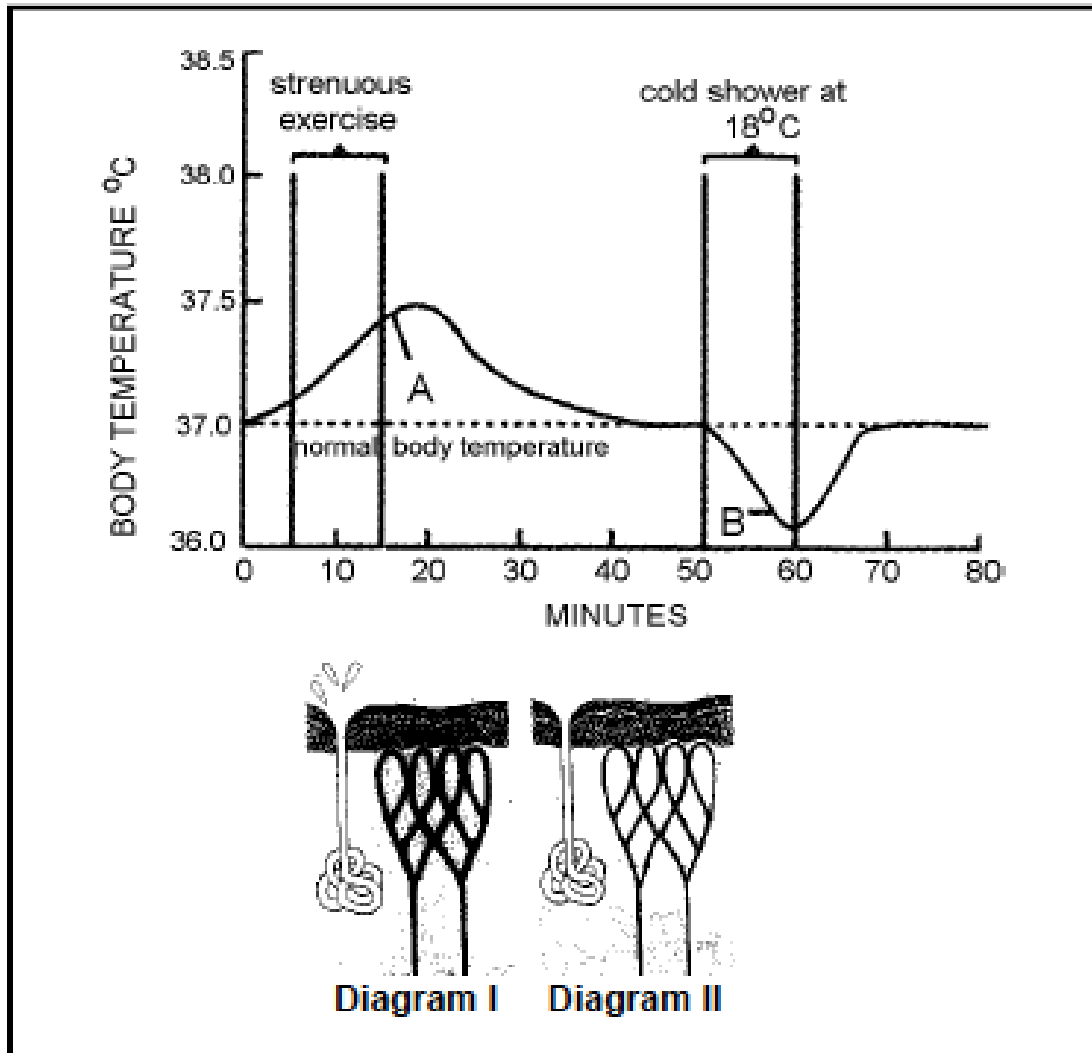 38.5
strenuous
exercise
cold shower at
18°C
38.0
37.5
A
37.0
normal body temperature
B
36.0
BODY TEMPERATURE °C
0 10 20 30 40 50 60 70 80
MINUTES
Diagram I Diagram II